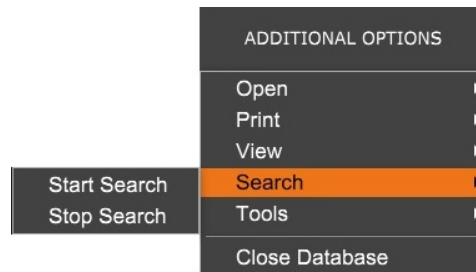 ADDITIONAL OPTIONS
Open
Print
View
Search
Start Search
Stop Search
Tools
Close Database